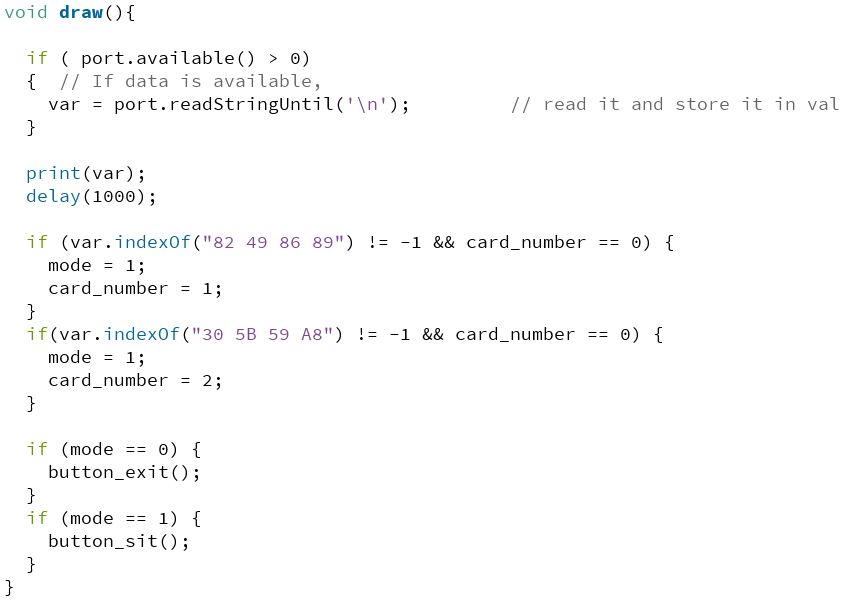 void draw(){
if ( port.available() > 0)
{  // If data is available,
var = port.readStringUntil('\n');         // read it and store it in val
}
print(var);
delay(1000);
if (var.indexOf("82 49 86 89") != -1 && card_number == 0) {
mode = 1;
card_number = 1;
}
if(var.indexOf("30 5B 59 A8") != -1 && card_number == 0) {
mode = 1;
card_number = 2;
}
if (mode == 0) {
button_exit();
}
if (mode == 1) {
button_sit();
}
}